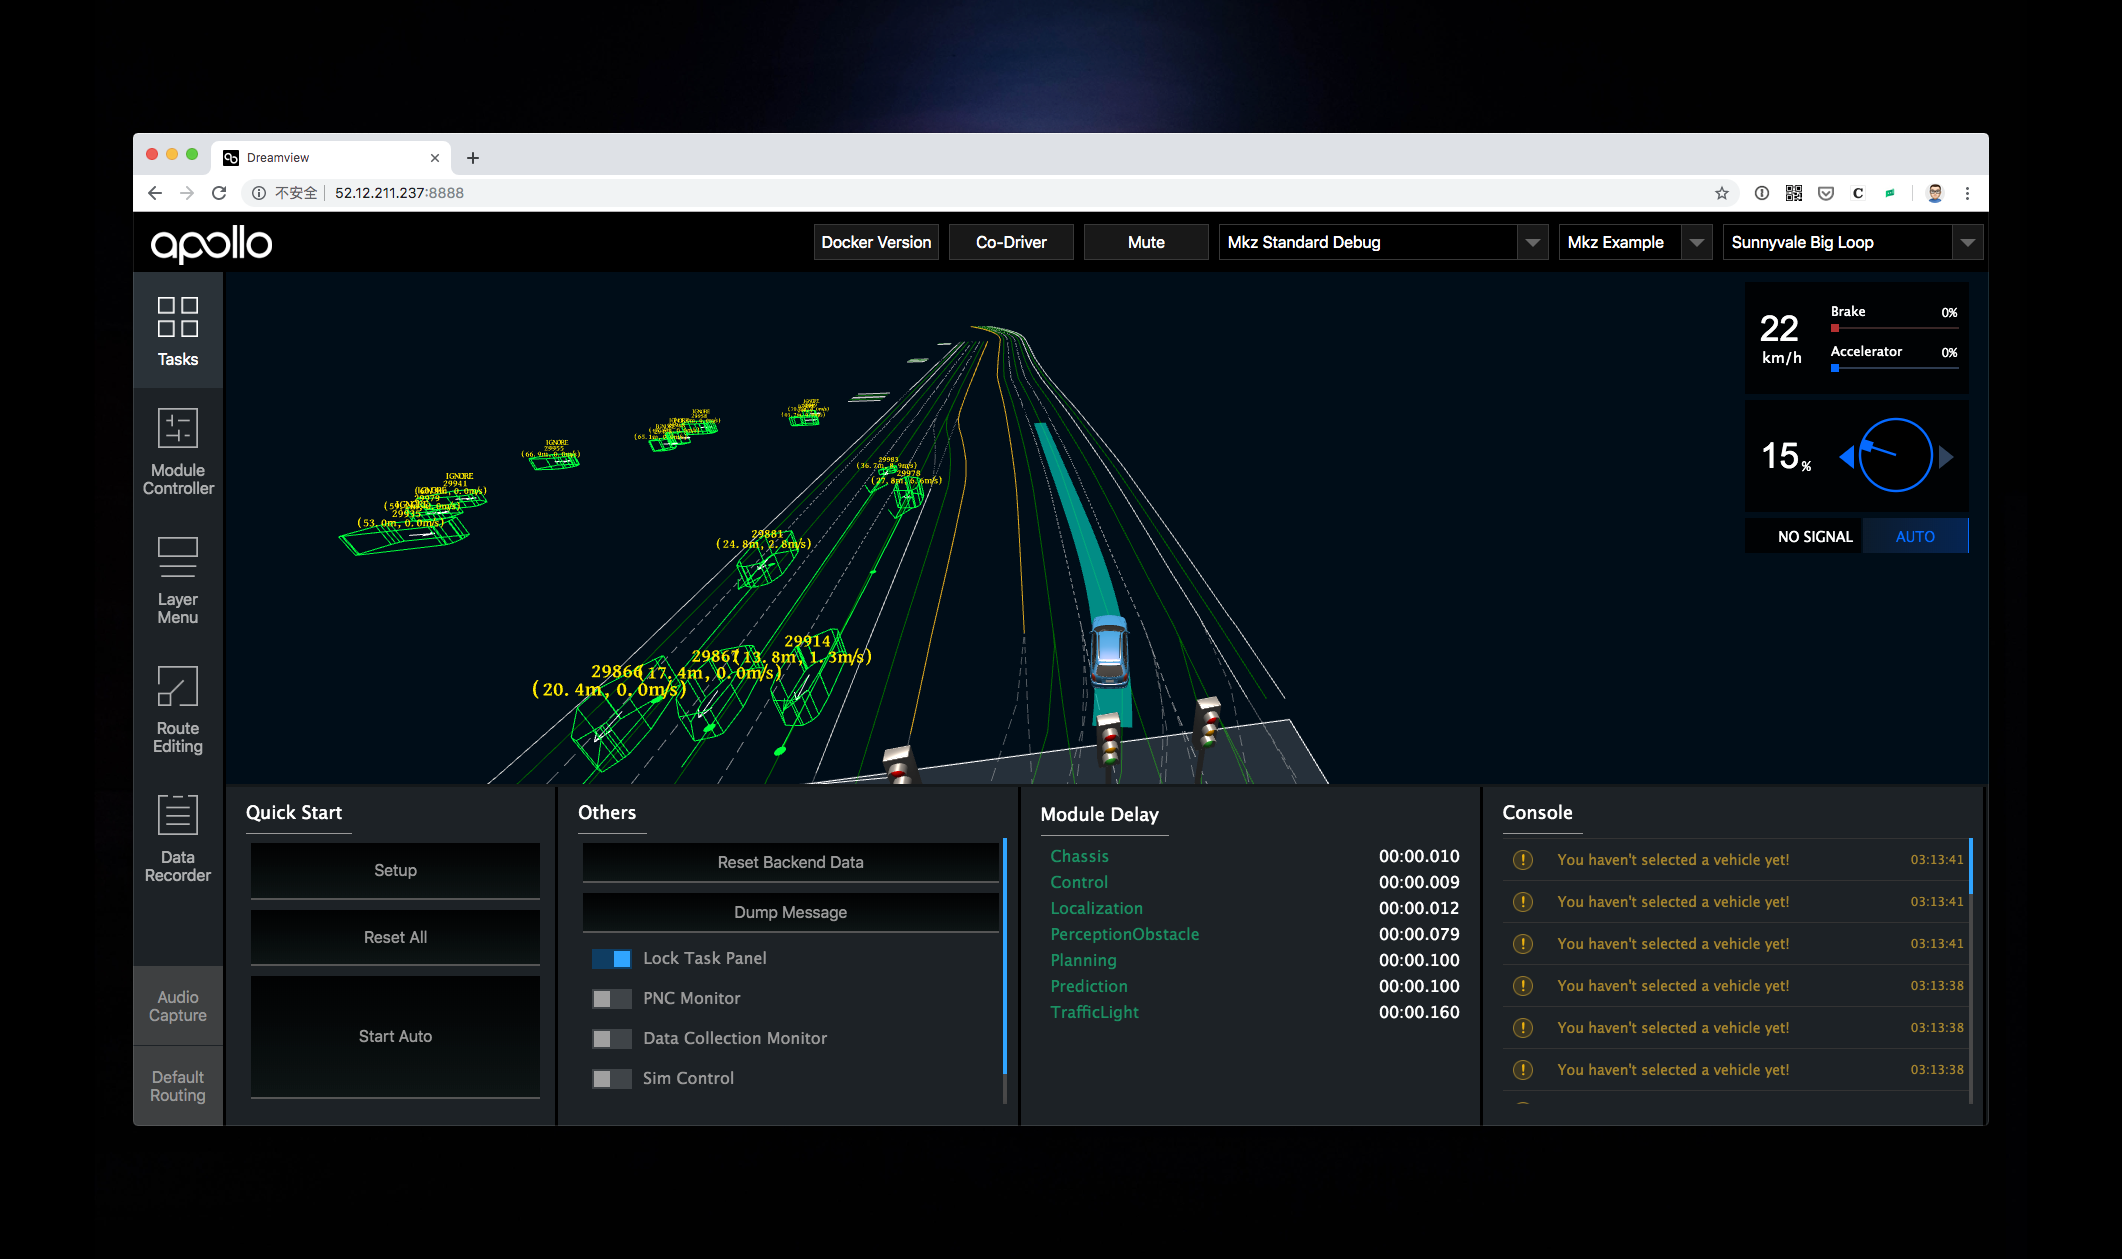 Dreamview
不安全
52.12.211.237:8888
apollo
Docker Version
Co-Driver
Mute
Mkz Standard Debug
Mkz Example
Sunnyvale Big Loop
Tasks
Module
Controller
Layer
Menu
Route
Editing
Data
Recorder
Audio
Capture
Default
Routing
22
km/h
Brake 0%
Accelerator 0%
15%
NO SIGNAL
AUTO
IGNORE
IGNORE
29955
(66.9m, 0.0m/s)
IGNORE
29941
(53.0m, 0.0m/s)
29983
29978
29881
(24.8m, 2.8m/s)
29914
(13.8m, 1.3m/s)
29867
(17.4m, 0.0m/s)
29866
(20.4m, 0.0m/s)
Quick Start
Setup
Reset All
Start Auto
Others
Reset Backend Data
Dump Message
Lock Task Panel
PNC Monitor
Data Collection Monitor
Sim Control
Module Delay
Chassis 00:00.010
Control 00:00.009
Localization 00:00.012
PerceptionObstacle 00:00.079
Planning 00:00.100
Prediction 00:00.100
TrafficLight 00:00.160
Console
You haven't selected a vehicle yet! 03:13:41
You haven't selected a vehicle yet! 03:13:41
You haven't selected a vehicle yet! 03:13:41
You haven't selected a vehicle yet! 03:13:38
You haven't selected a vehicle yet! 03:13:38
You haven't selected a vehicle yet! 03:13:38